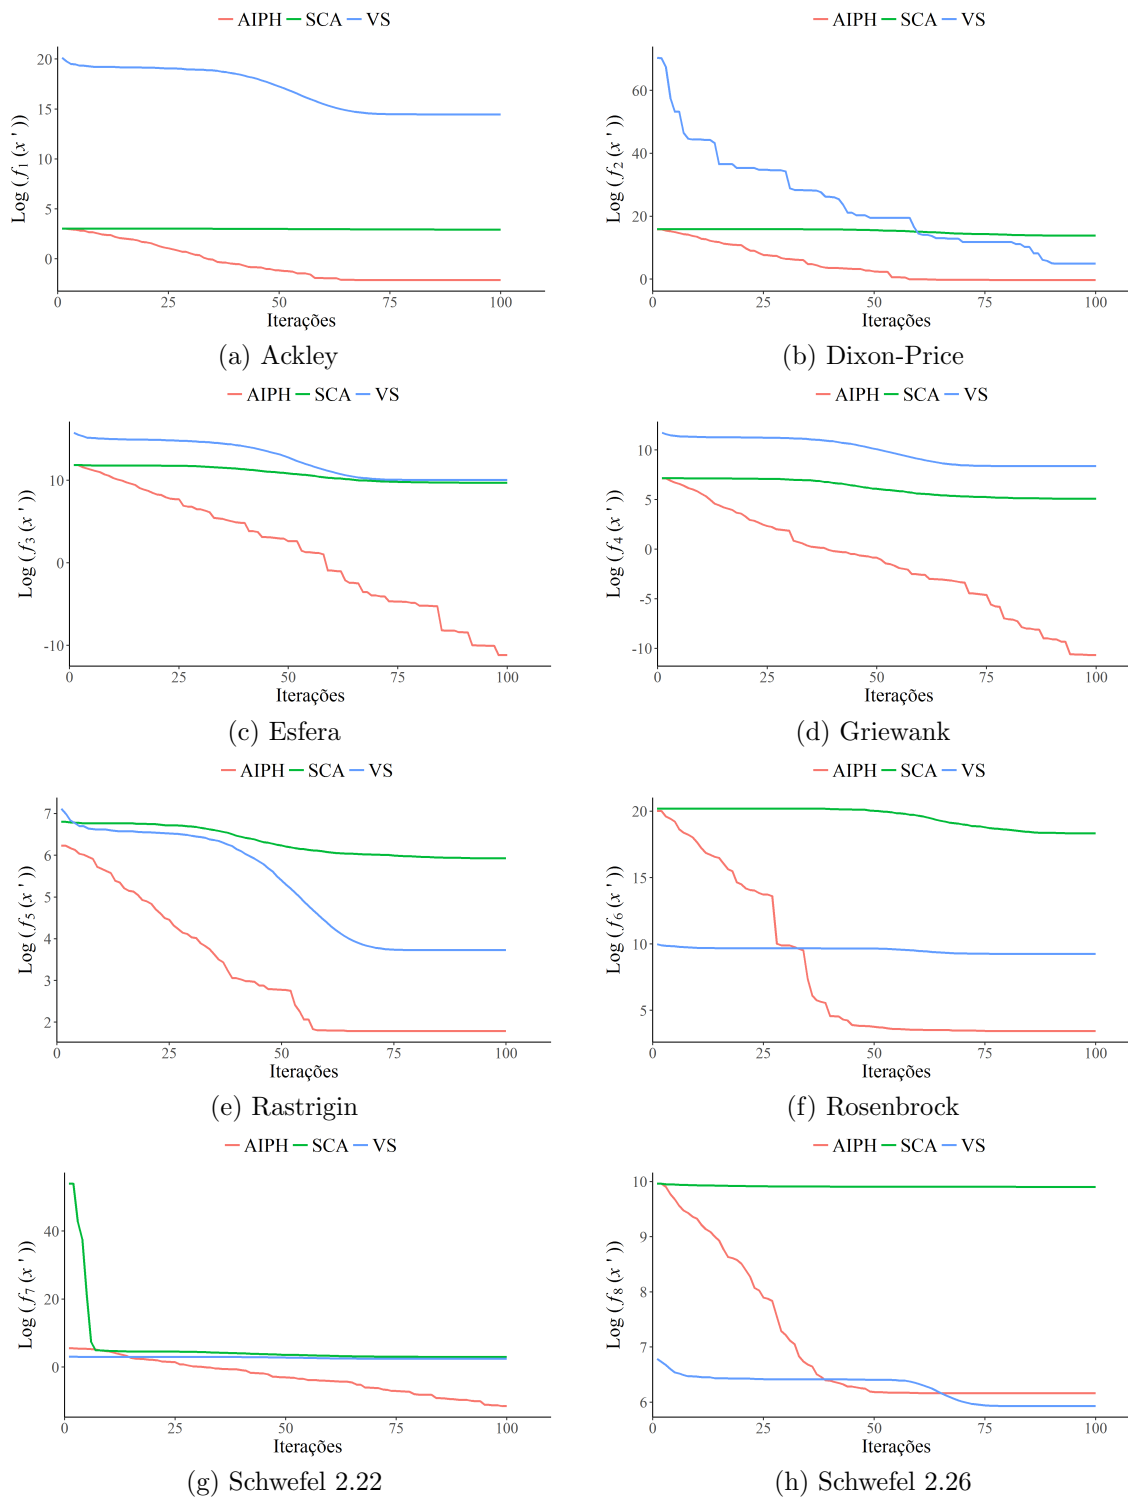 AIPH SCA VS
Log ( f1 ( x ' ))
20
15
10
5
0
0 25 50 75 100
Iterações
(a) Ackley
AIPH SCA VS
Log ( f2 ( x ' ))
60
40
20
0
0 25 50 75 100
Iterações
(b) Dixon-Price
AIPH SCA VS
Log ( f3 ( x ' ))
10
0
-10
0 25 50 75 100
Iterações
(c) Esfera
AIPH SCA VS
Log ( f4 ( x ' ))
10
5
0
-5
-10
0 25 50 75 100
Iterações
(d) Griewank
AIPH SCA VS
Log ( f5 ( x ' ))
7
6
5
4
3
2
0 25 50 75 100
Iterações
(e) Rastrigin
AIPH SCA VS
Log ( f6 ( x ' ))
20
15
10
5
0 25 50 75 100
Iterações
(f) Rosenbrock
AIPH SCA VS
Log ( f7 ( x ' ))
40
20
0
0 25 50 75 100
Iterações
(g) Schwefel 2.22
AIPH SCA VS
Log ( f8 ( x ' ))
10
9
8
7
6
0 25 50 75 100
Iterações
(h) Schwefel 2.26